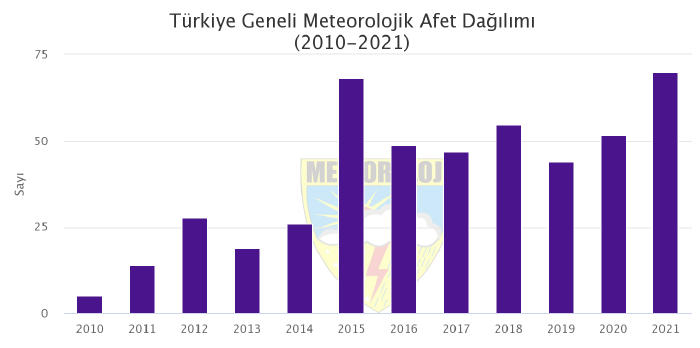 Türkiye Geneli Meteorolojik Afet Dağılımı
(2010-2021)
75
50
25
0
Sayı
METEOROLOJİ
2010 2011 2012 2013 2014 2015 2016 2017 2018 2019 2020 2021